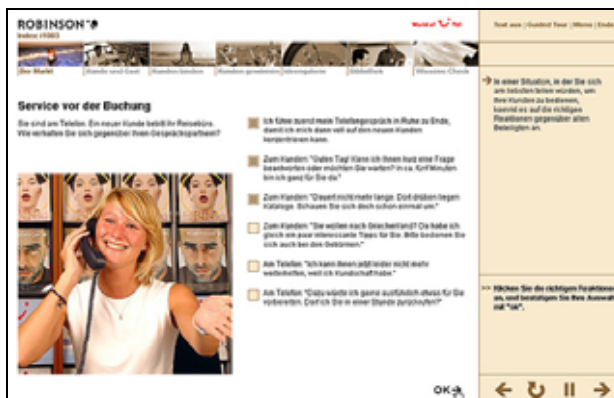 ROBINSON
Index #1003
World of TUI
Text aus | Guided Tour | Menu | Ende
Der Markt
Kunde und Gast
Kunden binden
Kunden gewinnen
Ideengalerie
Bibliothek
Wissens-Check
Service vor der Buchung
Sie sind am Telefon. Ein neuer Kunde betritt Ihr Reisebüro.
Wie verhalten Sie sich gegenüber Ihren Gesprächspartnern?
Ich führe zuerst mein Telefongespräch in Ruhe zu Ende,
damit ich mich dann voll auf den neuen Kunden
konzentrieren kann.
Zum Kunden: "Guten Tag! Kann ich Ihnen kurz eine Frage
beantworten oder möchten Sie warten? In ca. fünf Minuten
bin ich ganz für Sie da."
Zum Kunden: "Dauert nicht mehr lange. Dort drüben liegen
Kataloge. Schauen Sie sich doch schon einmal um."
Zum Kunden: "Sie wollen nach Griechenland? Da habe ich
gleich ein paar interessante Tipps für Sie. Bitte bedienen Sie
sich auch bei den Getränken."
Am Telefon: "Ich kann Ihnen jetzt leider nicht mehr
weiterhelfen, weil ich Kundschaft habe."
Am Telefon: "Dazu würde ich gerne ausführlich etwas für Sie
vorbereiten. Darf ich Sie in einer Stunde zurückrufen?"
OK
In einer Situation, in der Sie sich
am liebsten teilen würden, um
Ihre Kunden zu bedienen,
kommt es auf die richtigen
Reaktionen gegenüber allen
Beteiligten an.
>> Klicken Sie die richtigen Reaktionen
an, und bestätigen Sie Ihre Auswahl
mit "ok".